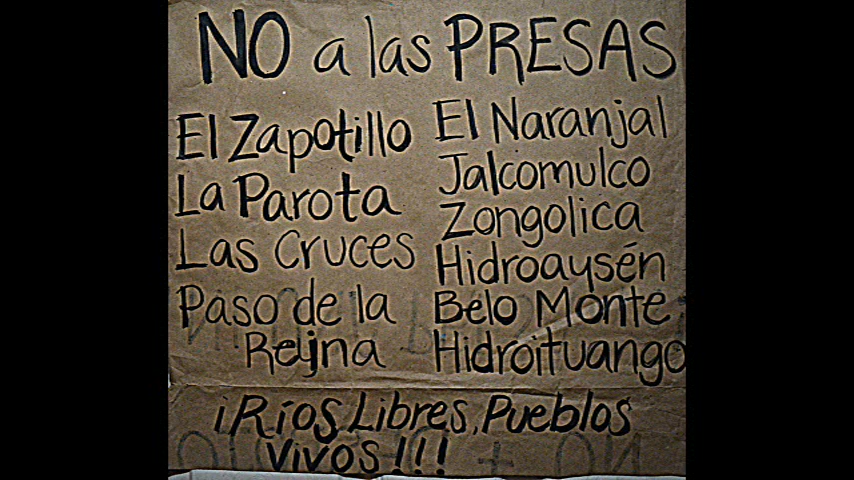 NO a las PRESAS
El Zapotillo
La Parota
Las Cruces
Paso de la
Reijna
El Naranjal
Jalcomulco
Zongolica
Hidroaysén
Belo Monte
Hidroituango
¡Ríos Libres, Pueblos
Vivos!!!